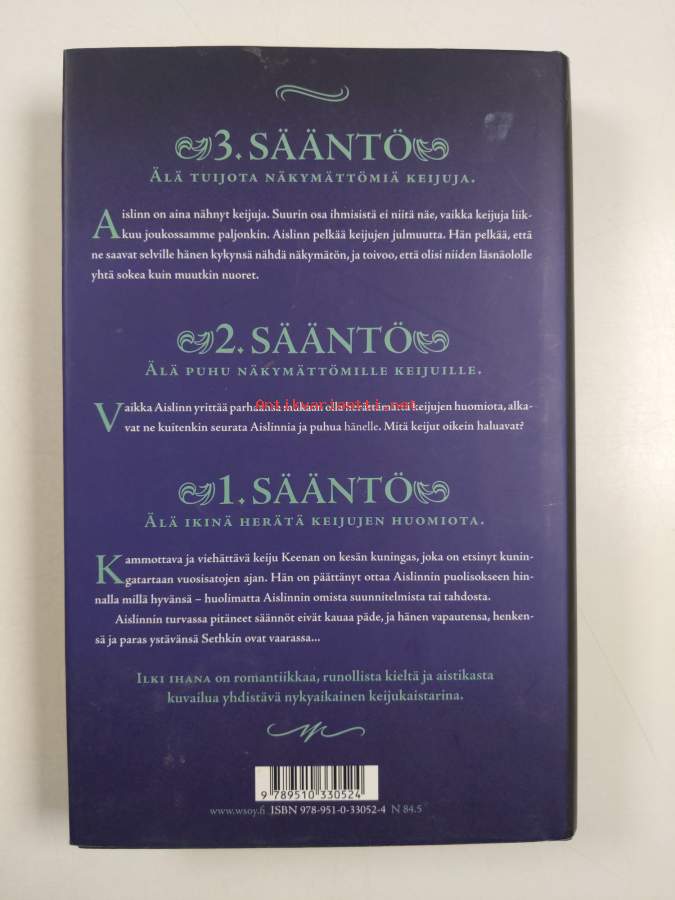 3. SÄÄNTÖ
ÄLÄ TUIJOTA NÄKYMÄTTÖMIÄ KEIJUJA.
Aislinn on aina nähnyt keijuja. Suurin osa ihmisistä ei niitä näe, vaikka keijuja liik-
kuu joukossamme paljonkin. Aislinn pelkää keijujen julmuutta. Hän pelkää, että
ne saavat selville hänen kykynsä nähdä näkymätön, ja toivoo, että olisi niiden läsnäololle
yhtä sokea kuin muutkin nuoret.
2. SÄÄNTÖ
ÄLÄ PUHU NÄKYMÄTTÖMILLE KEIJUILLE.
Antikvariaatti.net
Vaikka Aislinn yrittää parhaansa mukaan olla herättämättä keijujen huomiota, alka-
vat ne kuitenkin seurata Aislinnia ja puhua hänelle. Mitä keijut oikein haluavat?
1. SÄÄNTÖ
ÄLÄ IKINÄ HERÄTÄ KEIJUJEN HUOMIOTA.
Kammottava ja viehättävä keiju Keenan on kesän kuningas, joka on etsinyt kunin-
gatartaan vuosisatojen ajan. Hän on päättänyt ottaa Aislinnin puolisokseen hin-
nalla millä hyvänsä – huolimatta Aislinnin omista suunnitelmista tai tahdosta.
Aislinnin turvassa pitäneet säännöt eivät kauaa päde, ja hänen vapautensa, henken-
sä ja paras ystävänsä Sethkin ovat vaarassa...
ILKI IHANA on romantiikkaa, runollista kieltä ja aistikasta
kuvailua yhdistävä nykyaikainen keijukaistarina.
9 789510 330524
www.wsoy.fi ISBN 978-951-0-33052-4 N 84.5